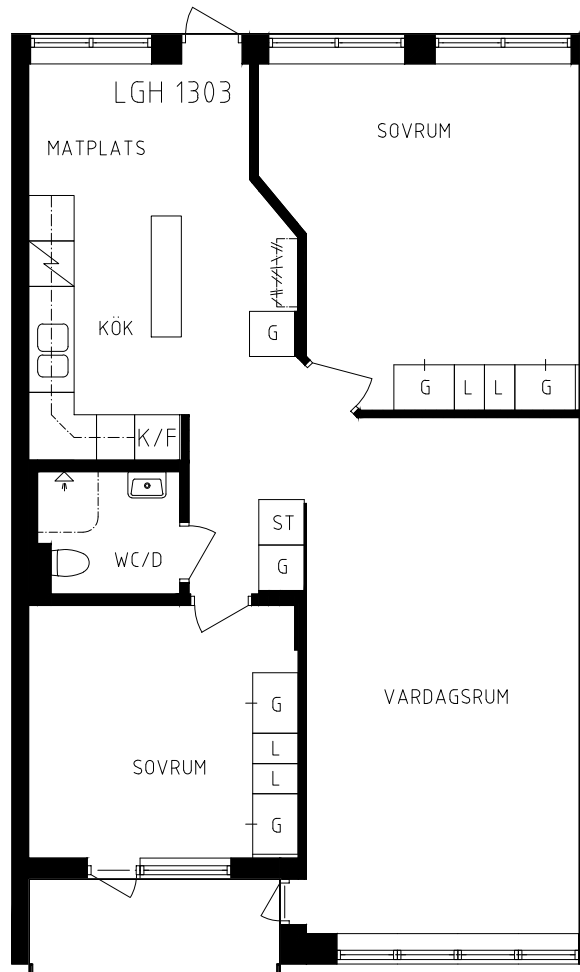 LGH 1303
SOVRUM
MATPLATS
KÖK
G
G
L
L
G
K/F
ST
G
WC/D
G
L
L
G
VARDAGSRUM
SOVRUM